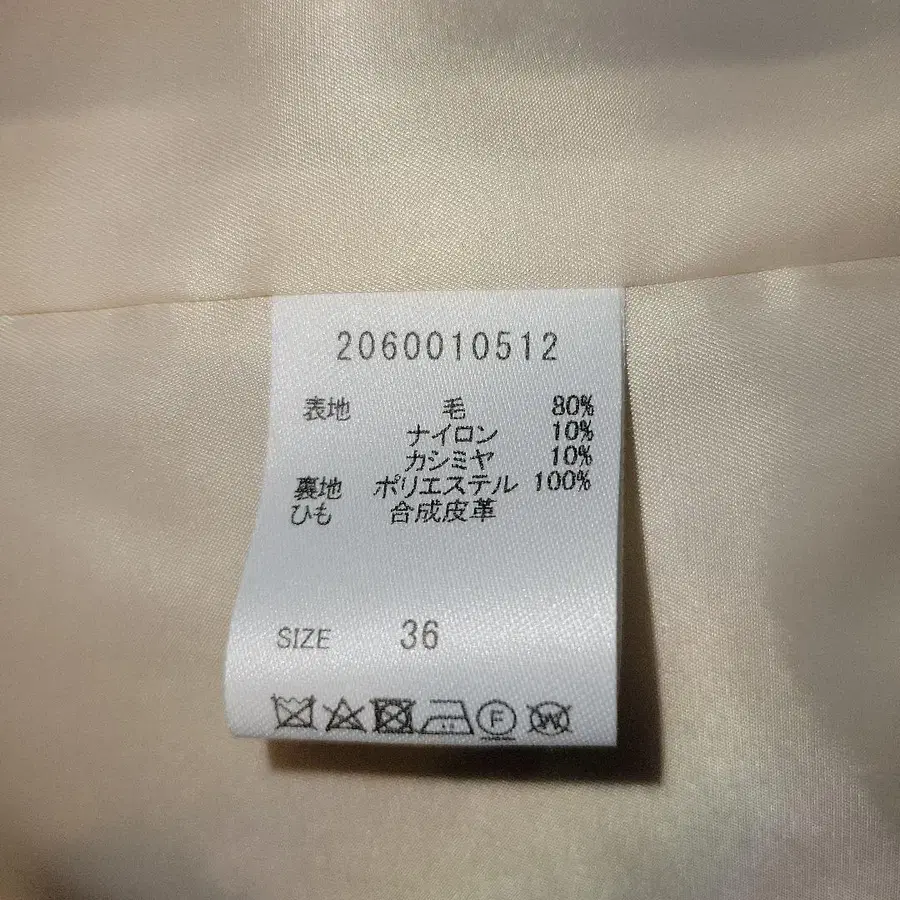 2060010512
表地 毛 80%
ナイロン 10%
カシミヤ 10%
裏地 ポリエステル 100%
ひも 合成皮革
SIZE 36
F W